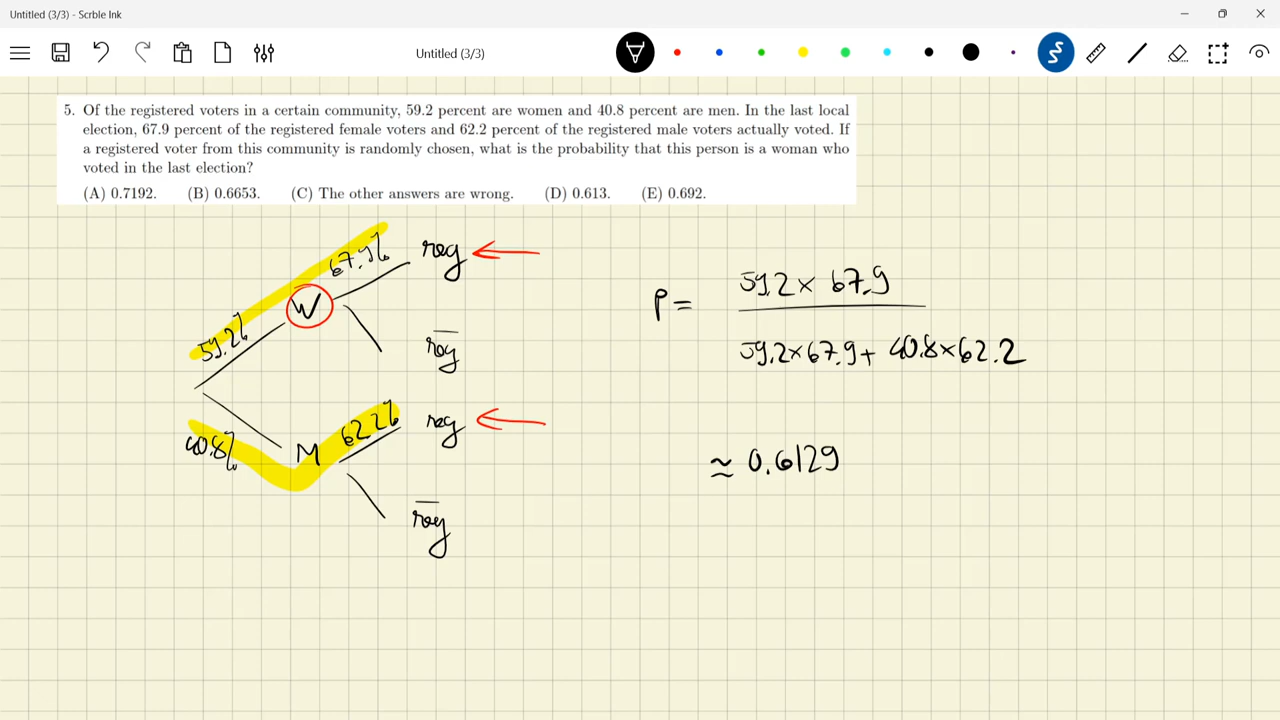 Untitled (3/3) - Scrble Ink
Untitled (3/3)
5. Of the registered voters in a certain community, 59.2 percent are women and 40.8 percent are men. In the last local
election, 67.9 percent of the registered female voters and 62.2 percent of the registered male voters actually voted. If
a registered voter from this community is randomly chosen, what is the probability that this person is a woman who
voted in the last election?
(A) 0.7192. (B) 0.6653. (C) The other answers are wrong. (D) 0.613. (E) 0.692.
67.9% reg
W
59.2%
reg
40.8% M 62.2% reg
reg
P = 59.2 × 67.9
59.2×67.9+ 40.8×62.2
≈ 0.6129